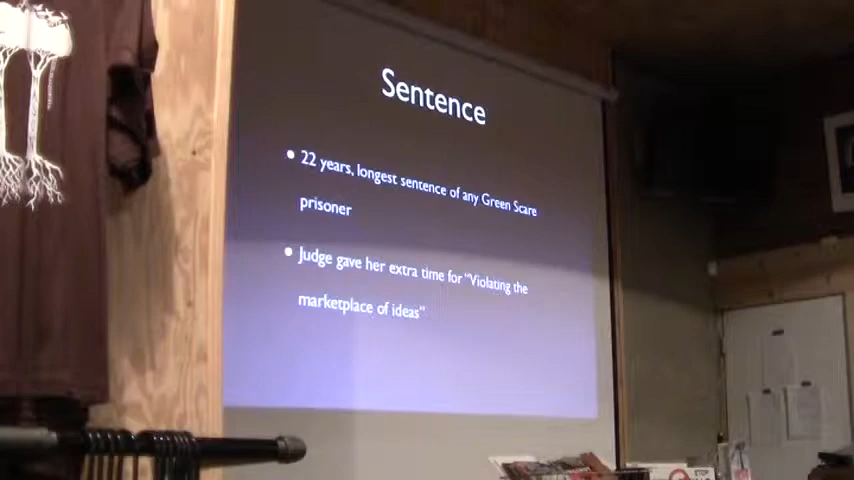 Sentence
• 22 years, longest sentence of any Green Scare
prisoner
• Judge gave her extra time for “Violating the
marketplace of ideas”